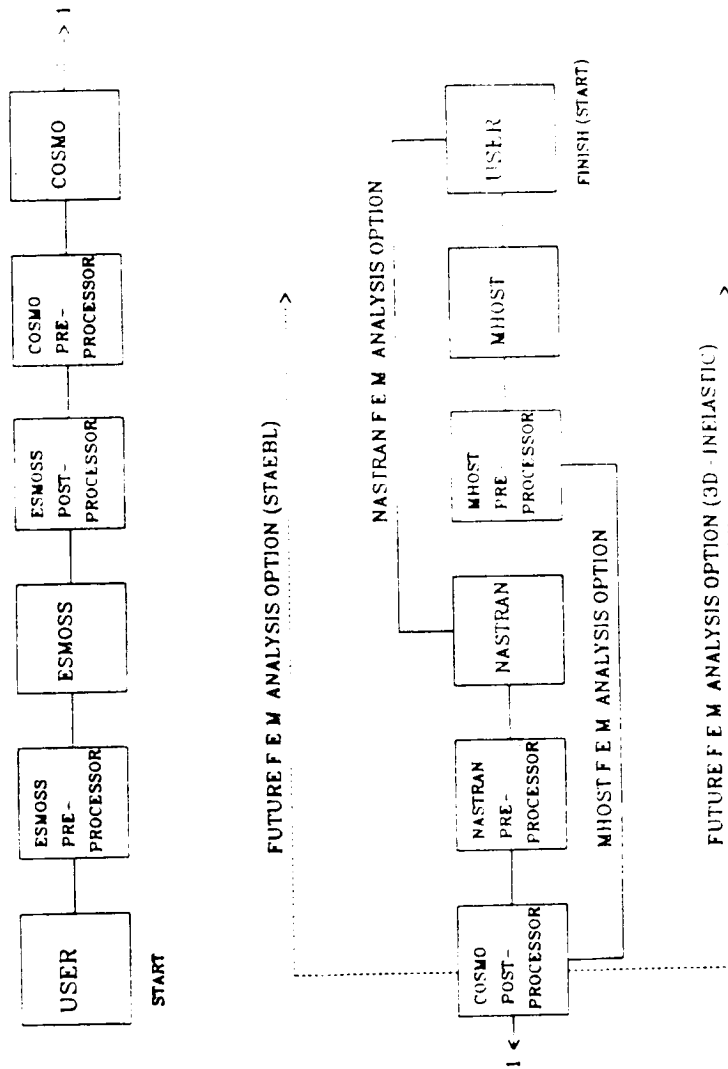 USER
START
ESMOSS
PRE-
PROCESSOR
ESMOSS
ESMOSS
POST-
PROCESSOR
COSMO
PRE-
PROCESSOR
COSMO
1
FUTURE F E M ANALYSIS OPTION (STAEBL)
NASTRAN F E M ANALYSIS OPTION
1
COSMO
POST-
PROCESSOR
NASTRAN
PRE-
PROCESSOR
NASTRAN
MHOST
PRE-
PROCESSOR
MHOST
USER
FINISH (START)
MHOST F E M ANALYSIS OPTION
FUTURE F E M ANALYSIS OPTION (3D-INELASTIC)